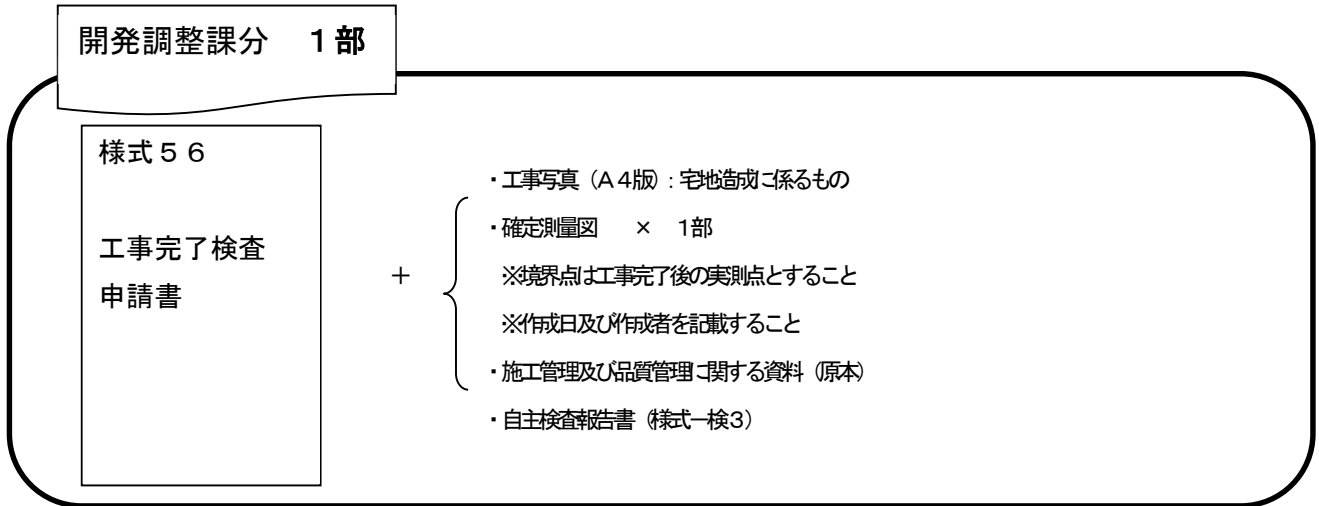 開発調整課分　１部
様式５６
工事完了検査
申請書
＋
・工事写真（Ａ４版）：宅地造成に係るもの
・確定測量図　×　１部
※境界点は工事完了後の実測点とすること
※作成日及び作成者を記載すること
・施工管理及び品質管理に関する資料（原本）
・自主検査報告書（様式―検３）